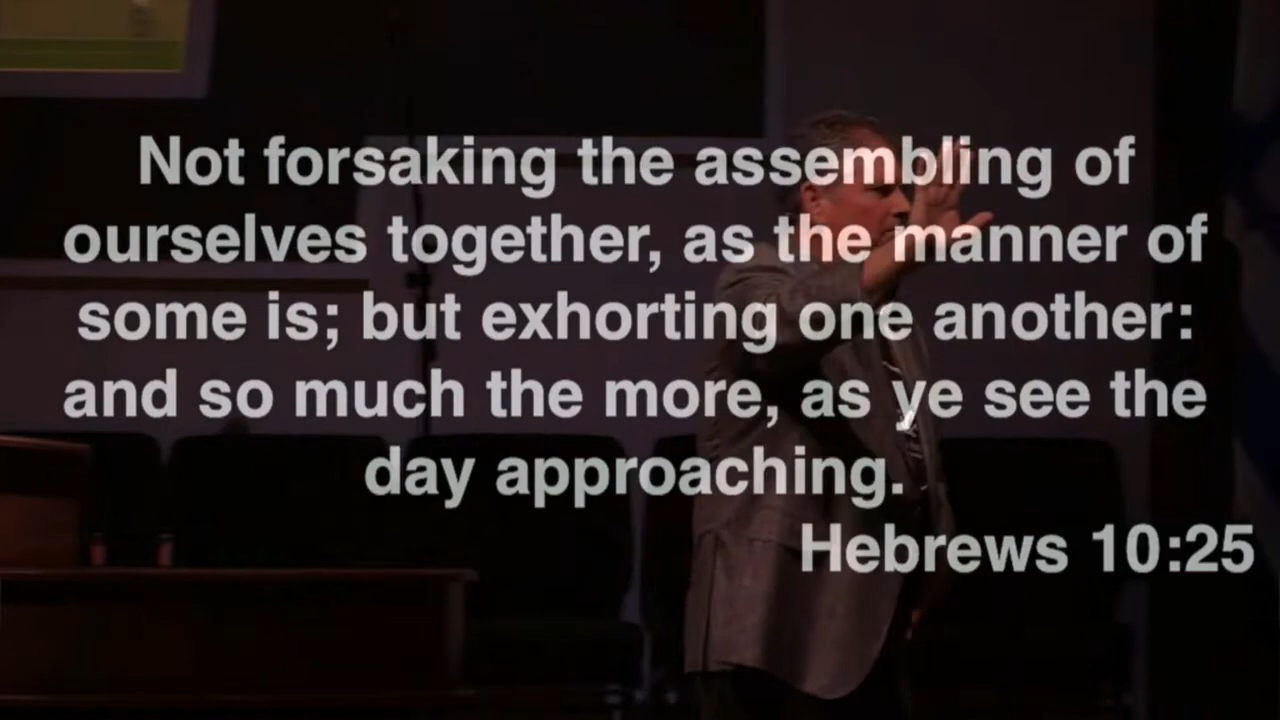 Not forsaking the assembling of
ourselves together, as the manner of
some is; but exhorting one another:
and so much the more, as ye see the
day approaching.
Hebrews 10:25